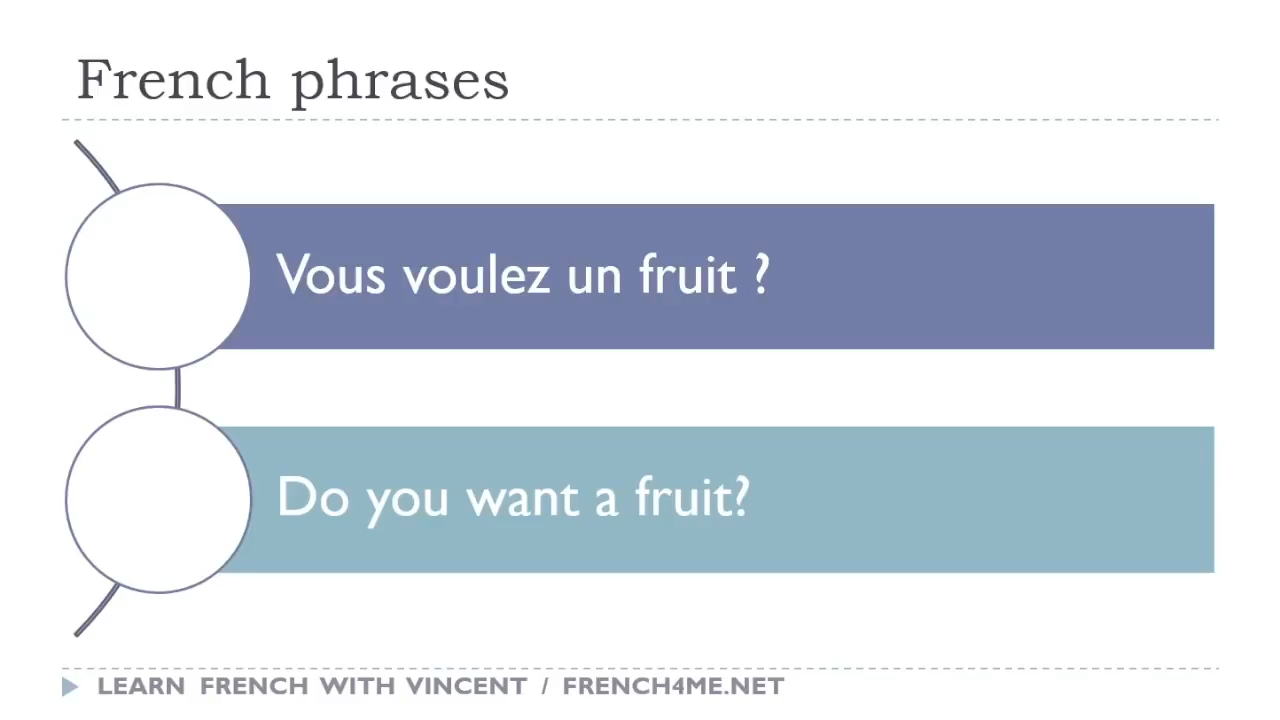 French phrases
Vous voulez un fruit ?
Do you want a fruit?
LEARN FRENCH WITH VINCENT / FRENCH4ME.NET